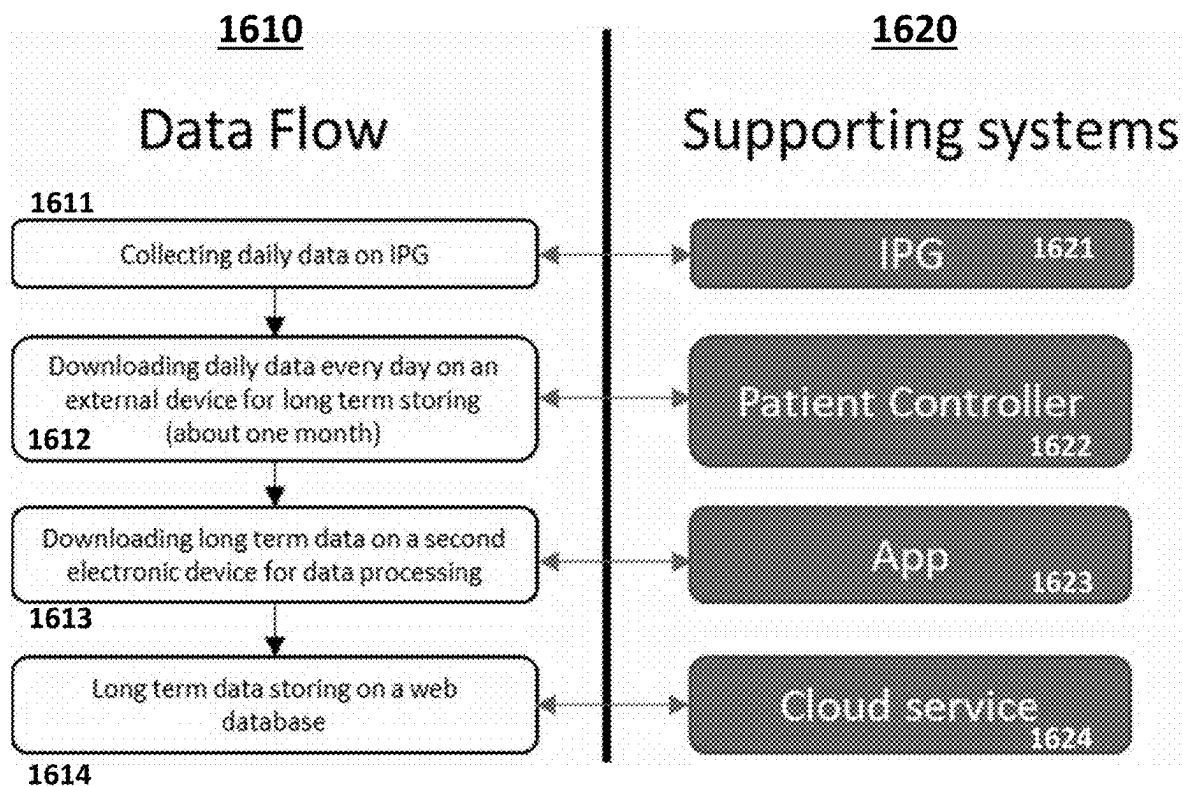 1610
Data Flow
1611
Collecting daily data on IPG
Downloading daily data every day on an
external device for long term storing
(about one month)
1612
Downloading long term data on a second
electronic device for data processing
1613
Long term data storing on a web
database
1614
1620
Supporting systems
IPG
1621
Patient Controller
1622
App
1623
Cloud service
1624